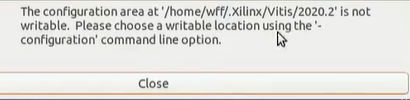 The configuration area at '/home/wff/.Xilinx/Vitis/2020.2' is not
writable.  Please choose a writable location using the '-
configuration' command line option.
Close